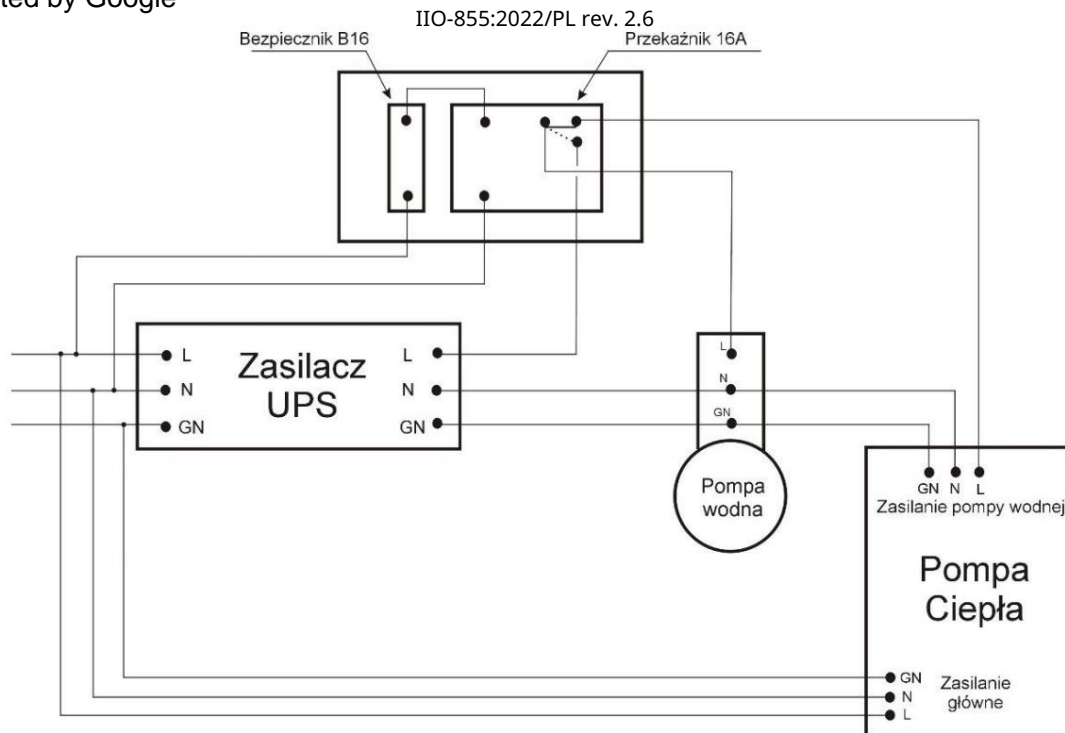 ted by Google
IIO-855:2022/PL rev. 2.6
Bezpiecznik B16
Przekaźnik 16A
L
N
GN
Zasilacz
UPS
L
N
GN
L
N
GN
Pompa
wodna
GN N L
Zasilanie pompy wodnej
Pompa
Ciepła
GN
N
L
Zasilanie
główne